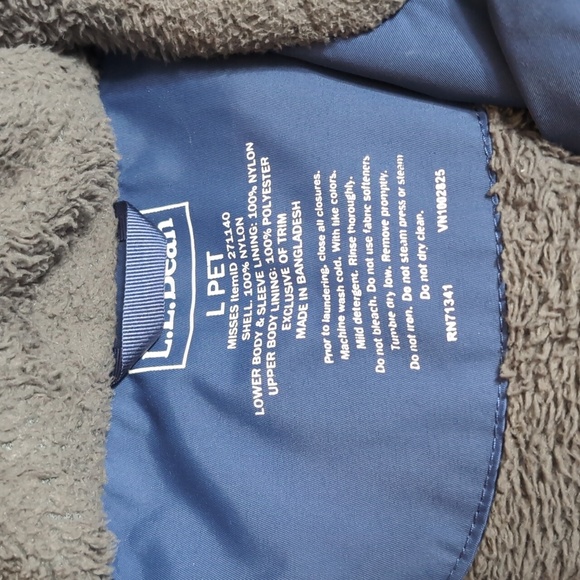 L.L.Bean
L PET
MISSES ItemID 271140
SHELL: 100% NYLON
LOWER BODY & SLEEVE LINING: 100% NYLON
UPPER BODY LINING: 100% POLYESTER
EXCLUSIVE OF TRIM
MADE IN BANGLADESH
Prior to laundering, close all closures.
Machine wash cold. With like colors.
Mild detergent. Rinse thoroughly.
Do not bleach. Do not use fabric softeners
Tumble dry low. Remove promptly.
Do not iron. Do not steam press or steam
Do not dry clean.
RN71341 VN1002825